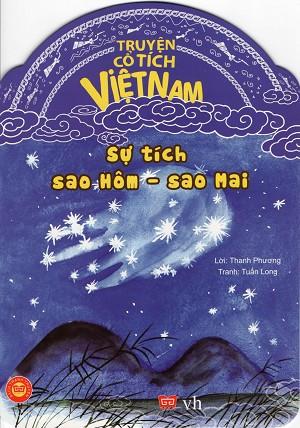 TRUYỆN
CỔ TÍCH
VIỆT NAM
Sự tích
sao Hôm - sao Mai
Lời: Thanh Phương
Tranh: Tuấn Long
vh